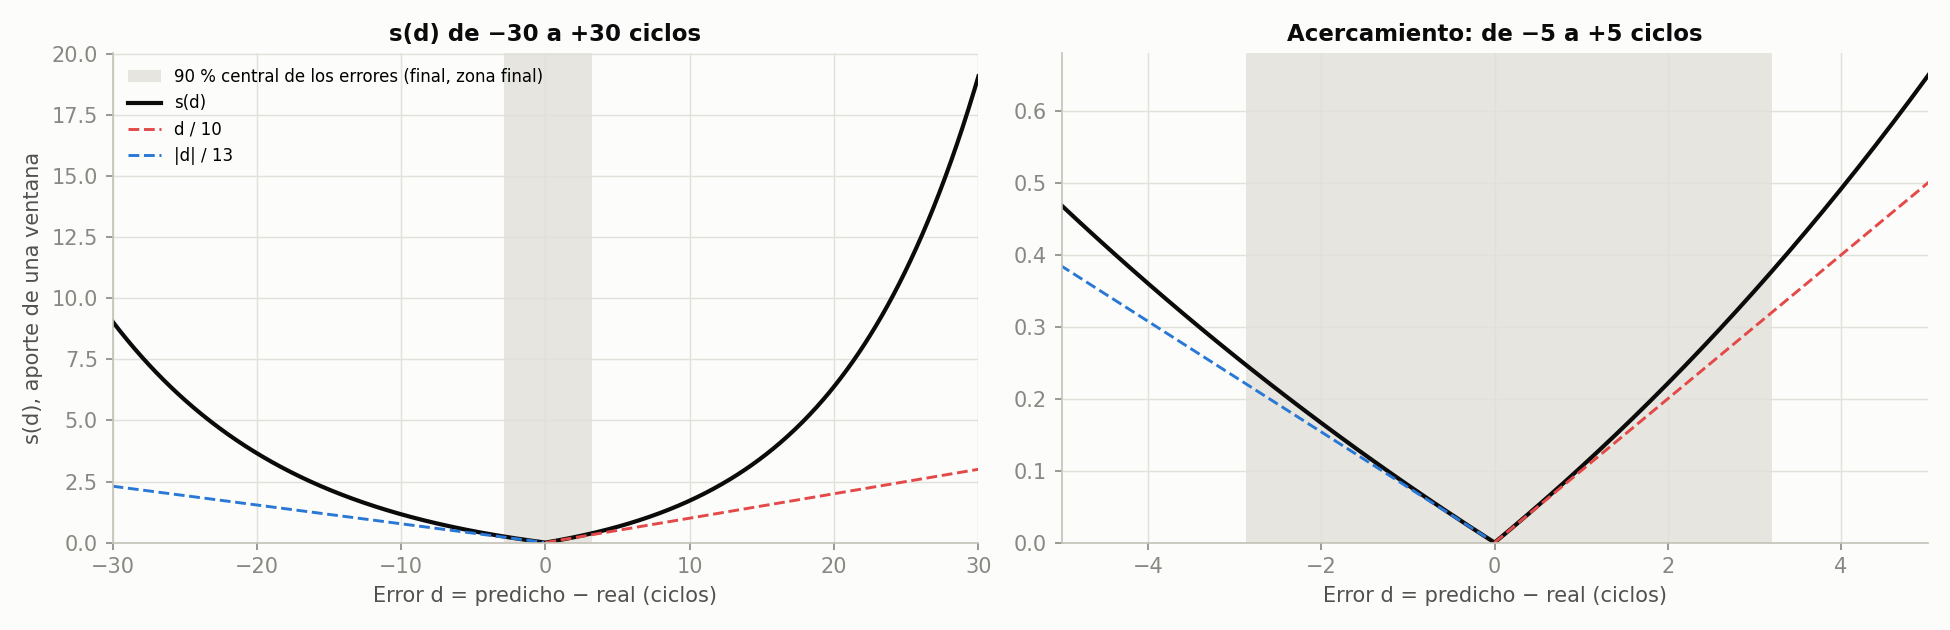 s(d) de −30 a +30 ciclos
20.0
17.5
15.0
12.5
10.0
7.5
5.0
2.5
0.0
s(d), aporte de una ventana
90 % central de los errores (final, zona final)
s(d)
d / 10
|d| / 13
−30 −20 −10 0 10 20 30
Error d = predicho − real (ciclos)
Acercamiento: de −5 a +5 ciclos
0.6
0.5
0.4
0.3
0.2
0.1
0.0
−4 −2 0 2 4
Error d = predicho − real (ciclos)